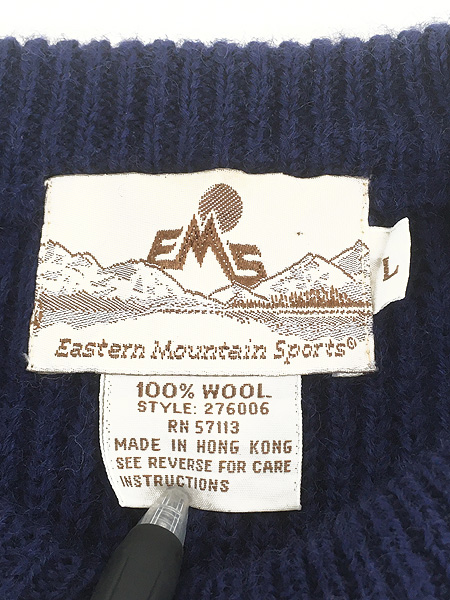 EMS
L
Eastern Mountain Sports®
100% WOOL
STYLE: 276006
RN 57113
MADE IN HONG KONG
SEE REVERSE FOR CARE
INSTRUCTIONS